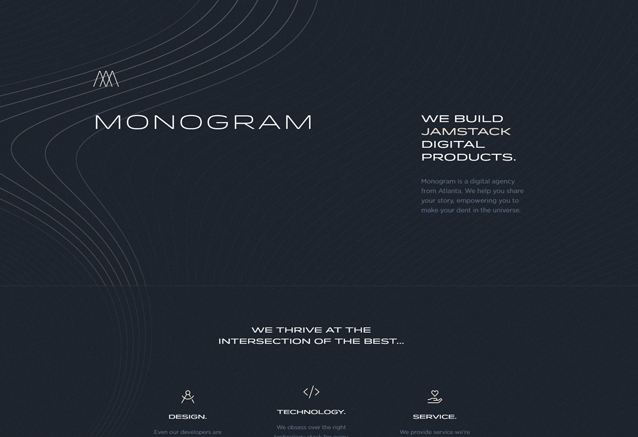 MONOGRAM
WE BUILD
JAMSTACK
DIGITAL
PRODUCTS.
Monogram is a digital agency
from Atlanta. We help you share
your story, empowering you to
make your dent in the universe.
WE THRIVE AT THE
INTERSECTION OF THE BEST...
DESIGN.
Even our developers are
TECHNOLOGY.
We obsess over the right
SERVICE.
We provide service we're